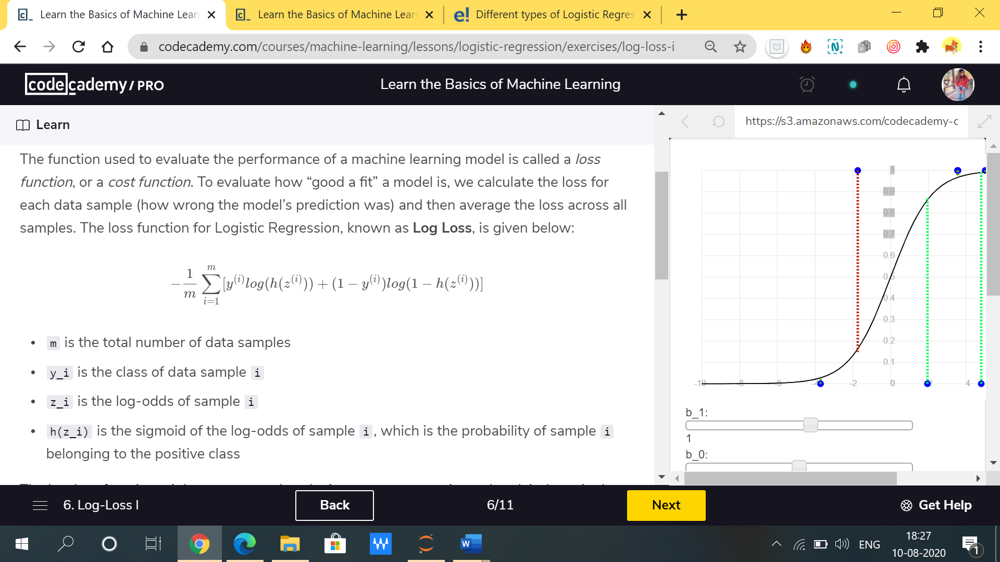 Learn the Basics of Machine Lear
Learn the Basics of Machine Lear
Different types of Logistic Regres
codecademy.com/courses/machine-learning/lessons/logistic-regression/exercises/log-loss-i
codecademy / PRO
Learn the Basics of Machine Learning
Learn
https://s3.amazonaws.com/codecademy-c
The function used to evaluate the performance of a machine learning model is called a loss
function, or a cost function. To evaluate how “good a fit” a model is, we calculate the loss for
each data sample (how wrong the model’s prediction was) and then average the loss across all
samples. The loss function for Logistic Regression, known as Log Loss, is given below:
−1/m ∑_{i=1}^{m} [y^{(i)}log(h(z^{(i)})) + (1 − y^{(i)})log(1 − h(z^{(i)}))]
• m is the total number of data samples
• y_i is the class of data sample i
• z_i is the log-odds of sample i
• h(z_i) is the sigmoid of the log-odds of sample i, which is the probability of sample i
belonging to the positive class
1
0.9
0.8
0.7
0.6
0.5
0.4
0.3
0.2
0.1
-10 -8 -6 -4 -2 0 2 4
b_1:
1
b_0:
6. Log-Loss I
Back
6/11
Next
Get Help
ENG
18:27
10-08-2020
1